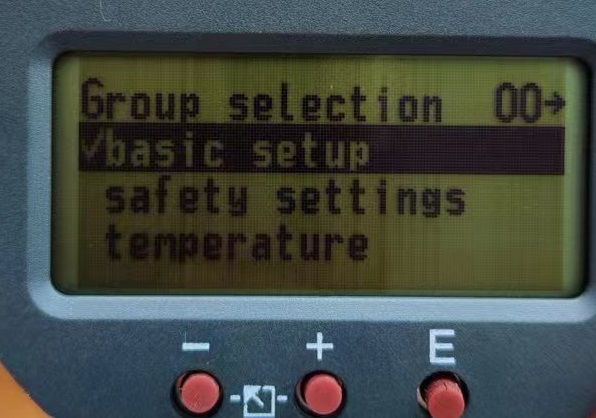 Group selection 00→
✓basic setup
safety settings
temperature
- + E